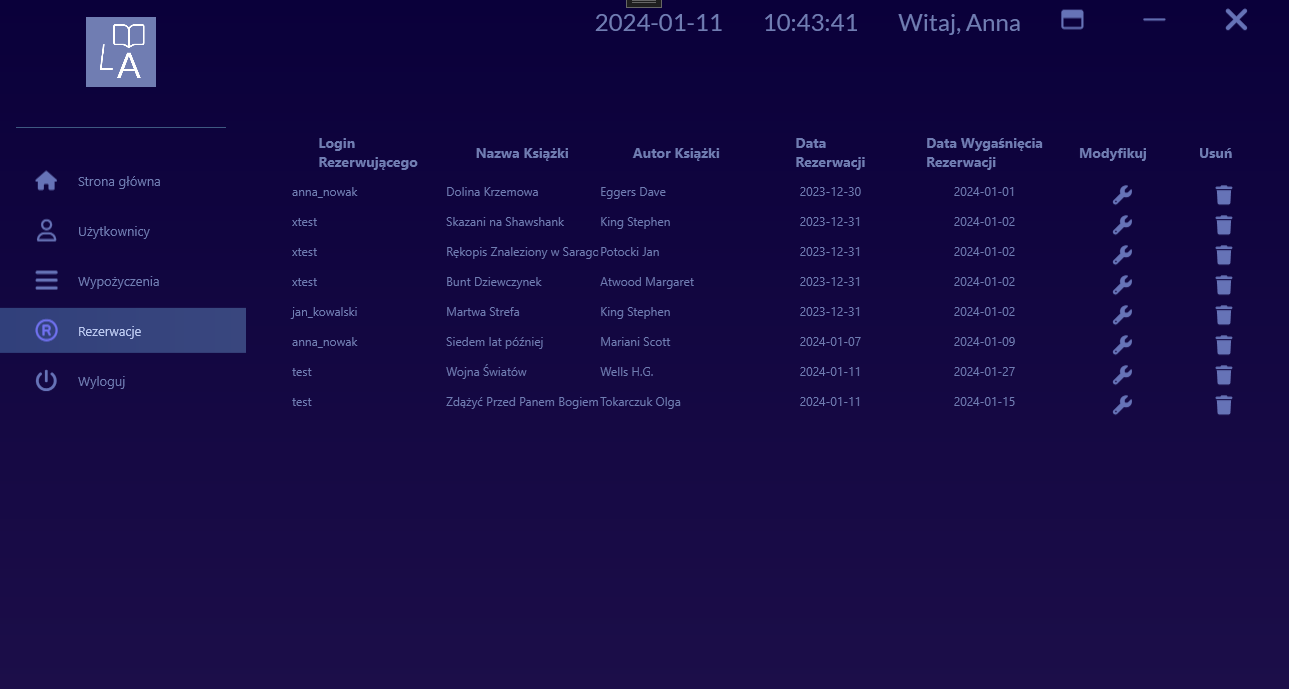 2024-01-11 10:43:41 Witaj, Anna
LA
Strona główna
Użytkownicy
Wypożyczenia
R Rezerwacje
Wyloguj
Login Rezerwującego Nazwa Książki Autor Książki Data Rezerwacji Data Wygaśnięcia Rezerwacji Modyfikuj Usuń
anna_nowak Dolina Krzemowa Eggers Dave 2023-12-30 2024-01-01
xtest Skazani na Shawshank King Stephen 2023-12-31 2024-01-02
xtest Rękopis Znaleziony w Sarago Potocki Jan 2023-12-31 2024-01-02
xtest Bunt Dziewczynek Atwood Margaret 2023-12-31 2024-01-02
jan_kowalski Martwa Strefa King Stephen 2023-12-31 2024-01-02
anna_nowak Siedem lat później Mariani Scott 2024-01-07 2024-01-09
test Wojna Światów Wells H.G. 2024-01-11 2024-01-27
test Zdążyć Przed Panem Bogiem Tokarczuk Olga 2024-01-11 2024-01-15